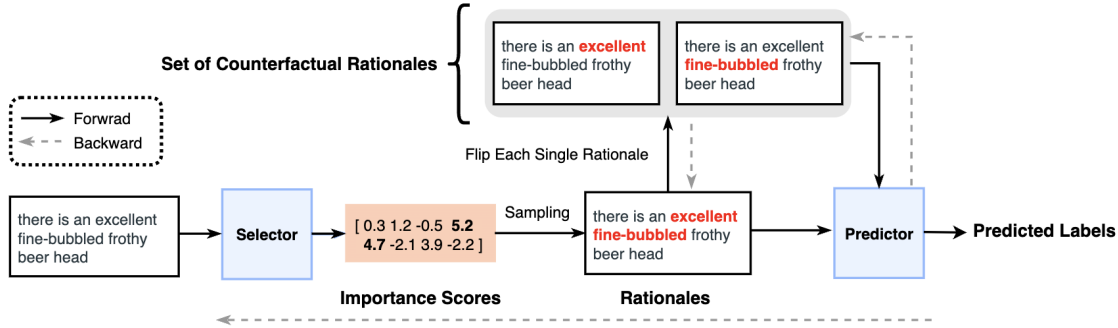 Set of Counterfactual Rationales
there is an excellent
fine-bubbled frothy
beer head
there is an excellent
fine-bubbled frothy
beer head
Forwrad
Backward
Flip Each Single Rationale
there is an excellent
fine-bubbled frothy
beer head
Selector
[ 0.3 1.2 -0.5 5.2
4.7 -2.1 3.9 -2.2 ]
Sampling
there is an excellent
fine-bubbled frothy
beer head
Predictor
Predicted Labels
Importance Scores
Rationales